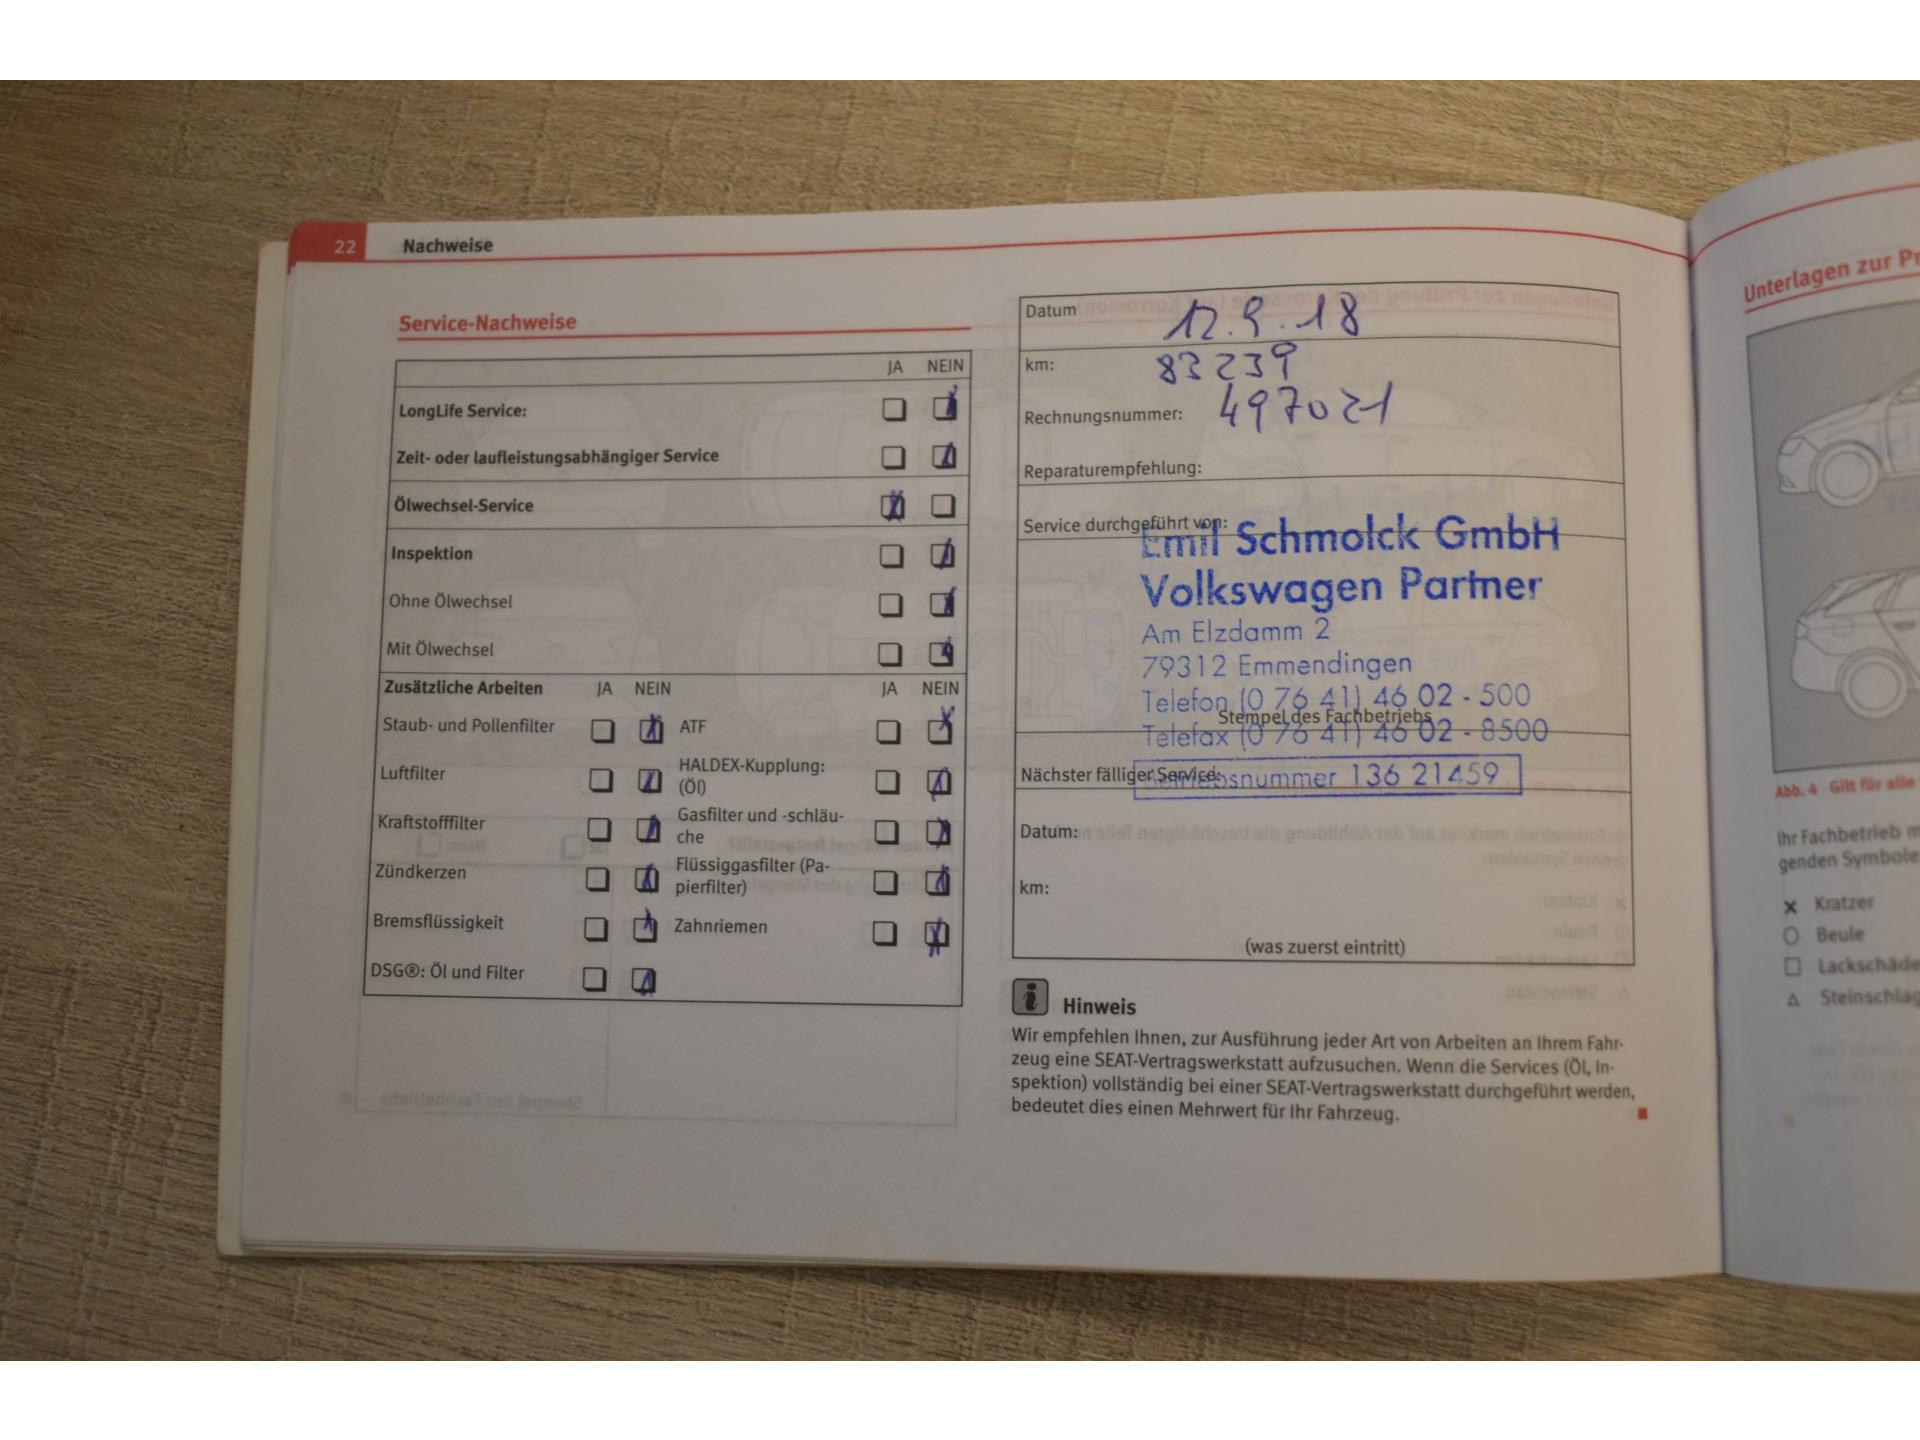 22 Nachweise
Service-Nachweise
JA NEIN
LongLife Service:
Zeit- oder laufleistungsabhängiger Service
Ölwechsel-Service
Inspektion
Ohne Ölwechsel
Mit Ölwechsel
Zusätzliche Arbeiten JA NEIN JA NEIN
Staub- und Pollenfilter ATF
Luftfilter HALDEX-Kupplung:
(Öl)
Kraftstofffilter Gasfilter und -schläu-
che
Zündkerzen Flüssiggasfilter (Pa-
pierfilter)
Bremsflüssigkeit Zahnriemen
DSG®: Öl und Filter
Datum 12.9.18
km: 83239
Rechnungsnummer: 497021
Reparaturempfehlung:
Service durchgeführt von:
Emil Schmolck GmbH
Volkswagen Partner
Am Elzdamm 2
79312 Emmendingen
Telefon (0 76 41) 46 02 - 500
Stempel des Fachbetriebs
Telefax (0 76 41) 46 02 - 8500
Nächster fälliger Service:
Betriebsnummer 136 21459
Datum:
km:
(was zuerst eintritt)
Hinweis
Wir empfehlen Ihnen, zur Ausführung jeder Art von Arbeiten an Ihrem Fahr-
zeug eine SEAT-Vertragswerkstatt aufzusuchen. Wenn die Services (Öl, In-
spektion) vollständig bei einer SEAT-Vertragswerkstatt durchgeführt werden,
bedeutet dies einen Mehrwert für Ihr Fahrzeug.
Unterlagen zur Pr
Abb. 4 Gilt für alle
Ihr Fachbetrieb m
genden Symbole
Kratzer
Beule
Lackschäde
Steinschlag